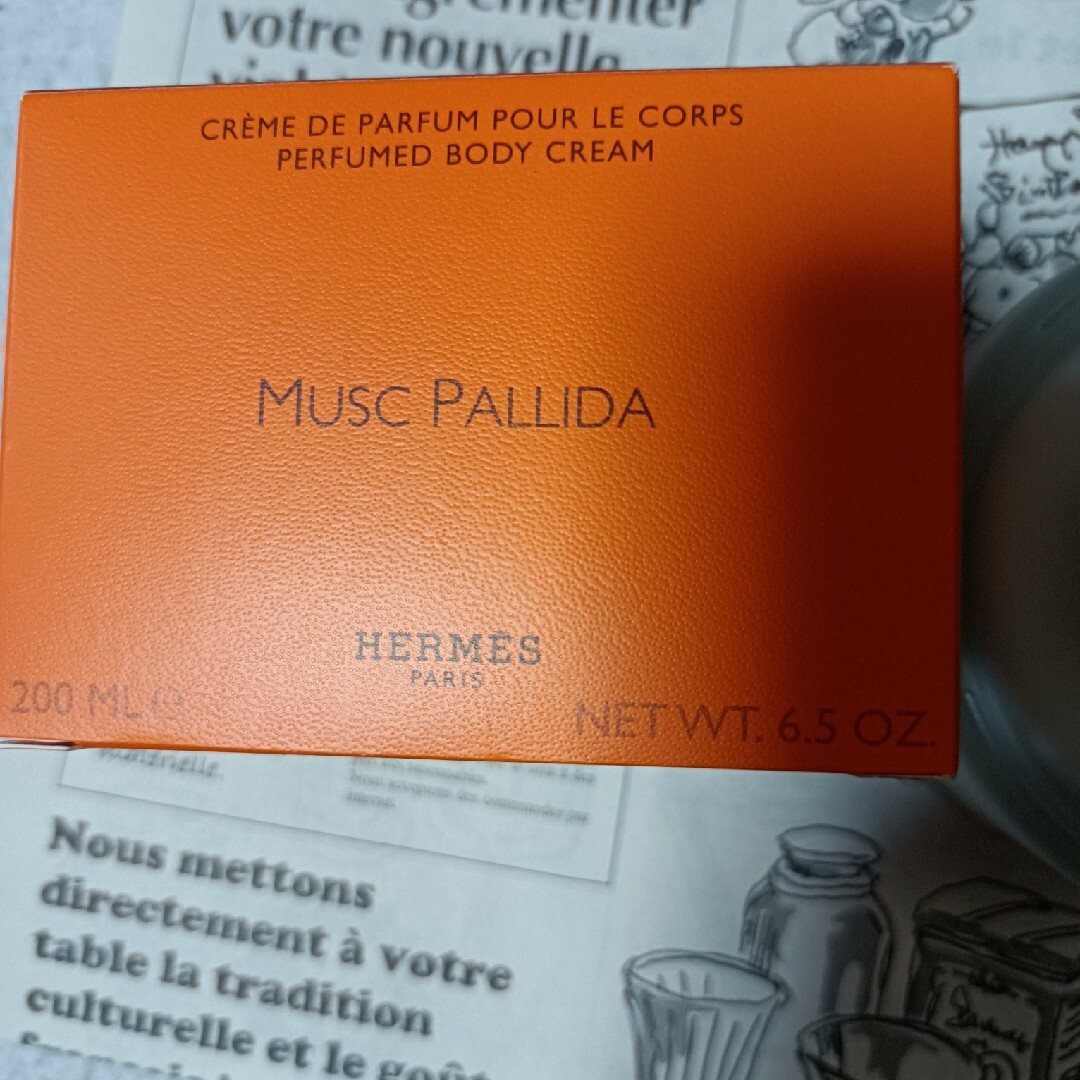 votre nouvelle
CRÈME DE PARFUM POUR LE CORPS
PERFUMED BODY CREAM
MUSC PALLIDA
HERMÈS
PARIS
200 ML e
NET WT. 6.5 OZ.
Nous mettons
directement à votre
table la tradition
culturelle et le goût